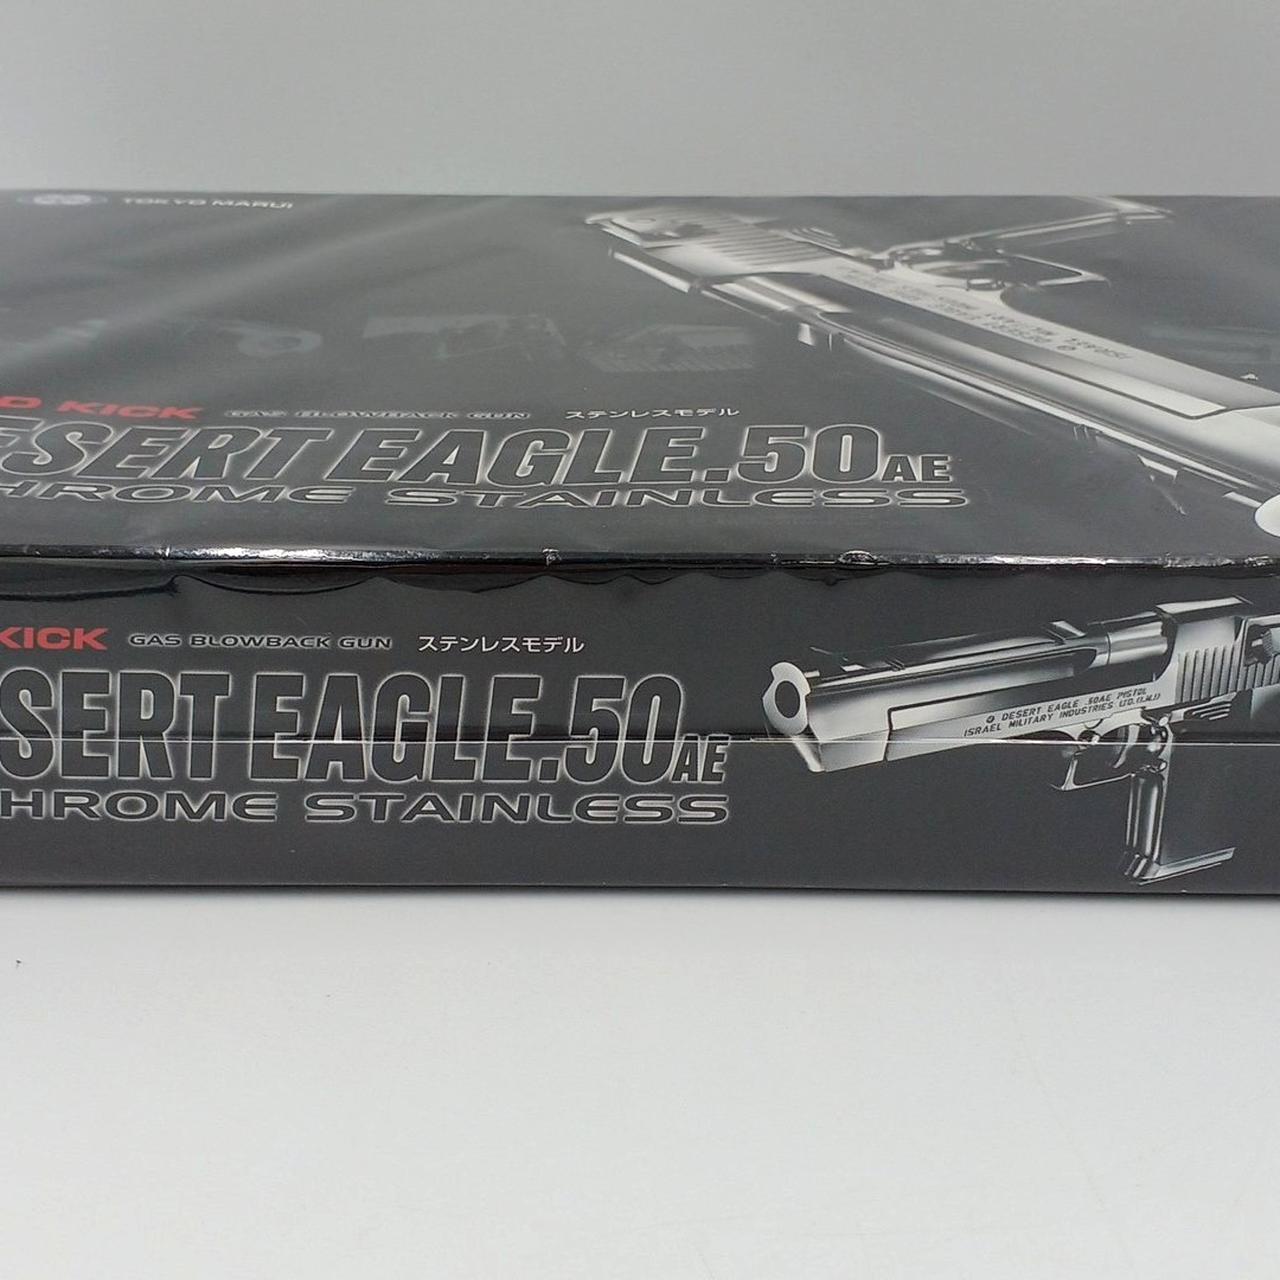 TOKYO MARUI
D KICK GAS BLOWBACK GUN ステンレスモデル
ESERT EAGLE.50AE
HROME STAINLESS
KICK GAS BLOWBACK GUN ステンレスモデル
SERT EAGLE.50AE
HROME STAINLESS
DESERT EAGLE .50AE PISTOL
ISRAEL MILITARY INDUSTRIES LTD.(I.M.I)